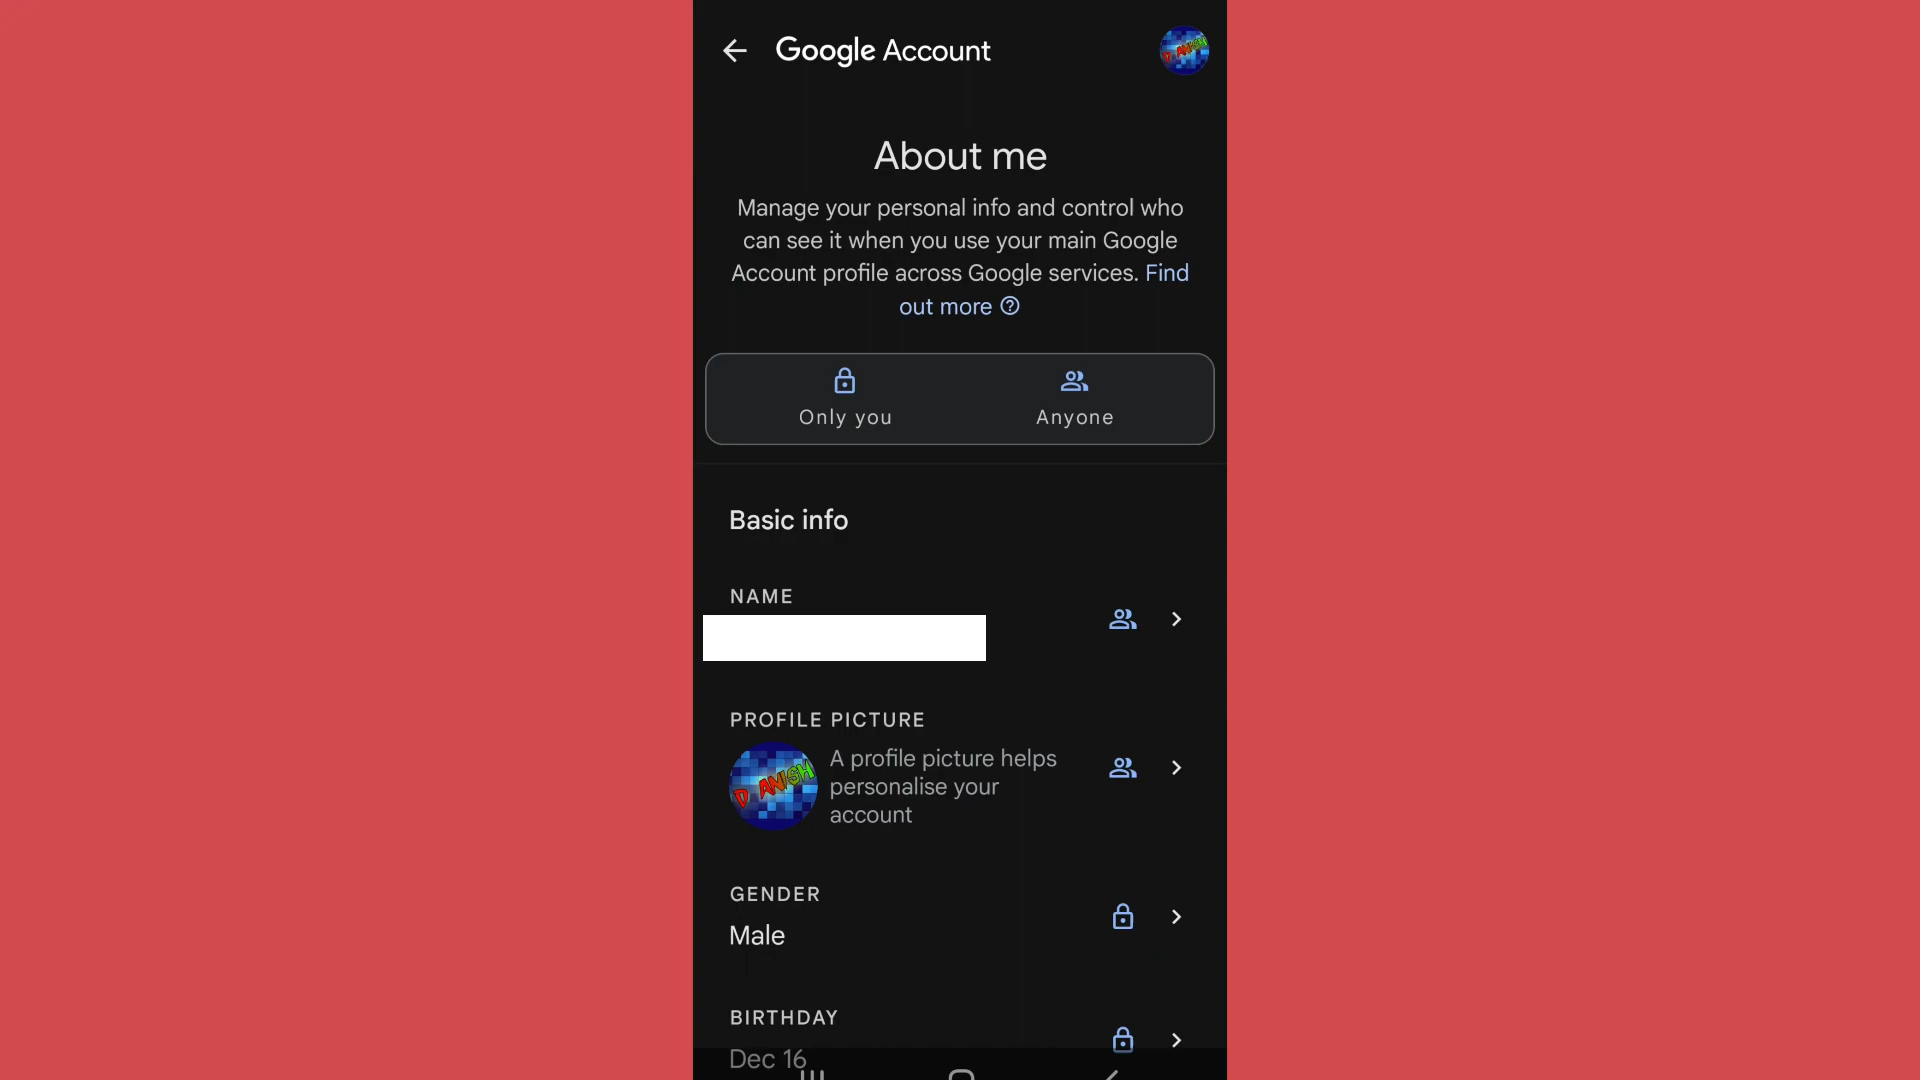 Google Account
D ANISH
About me
Manage your personal info and control who
can see it when you use your main Google
Account profile across Google services. Find
out more
Only you
Anyone
Basic info
NAME
PROFILE PICTURE
D ANISH
A profile picture helps
personalise your
account
GENDER
Male
BIRTHDAY
Dec 16